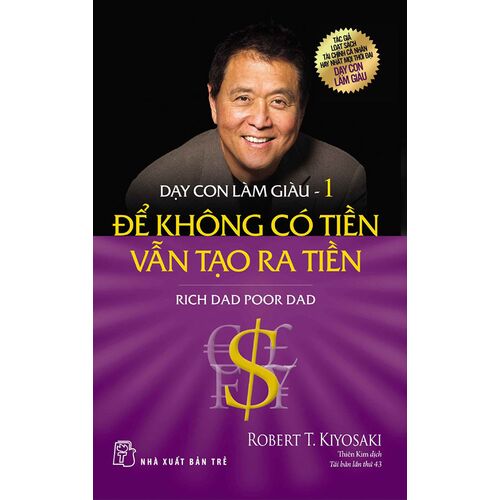 TÁC GIẢ
LOẠT SÁCH
TÀI CHÍNH CÁ NHÂN
HAY NHẤT MỌI THỜI ĐẠI
DẠY CON
LÀM GIÀU
DẠY CON LÀM GIÀU - 1
ĐỂ KHÔNG CÓ TIỀN
VẪN TẠO RA TIỀN
RICH DAD POOR DAD
$
ROBERT T. KIYOSAKI
Thiên Kim dịch
Tái bản lần thứ 43
NHÀ XUẤT BẢN TRẺ